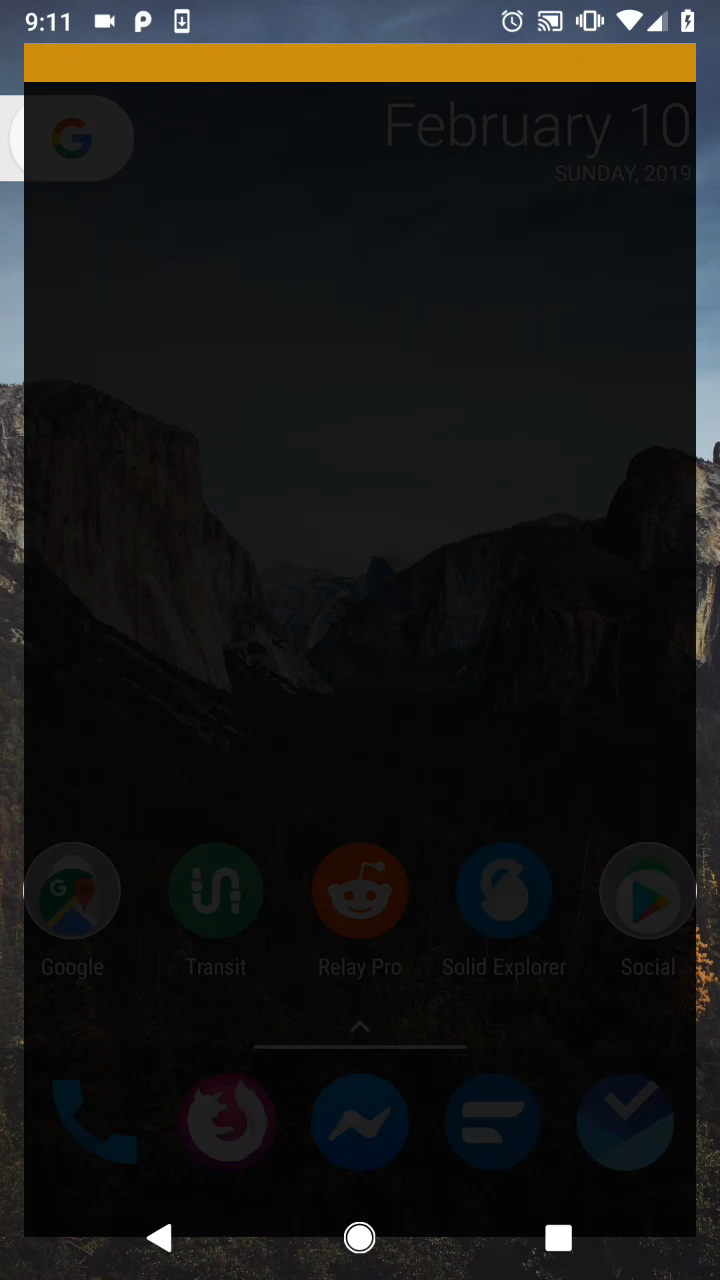 9:11
February 10
SUNDAY, 2019
Google
Transit
Relay Pro
Solid Explorer
Social